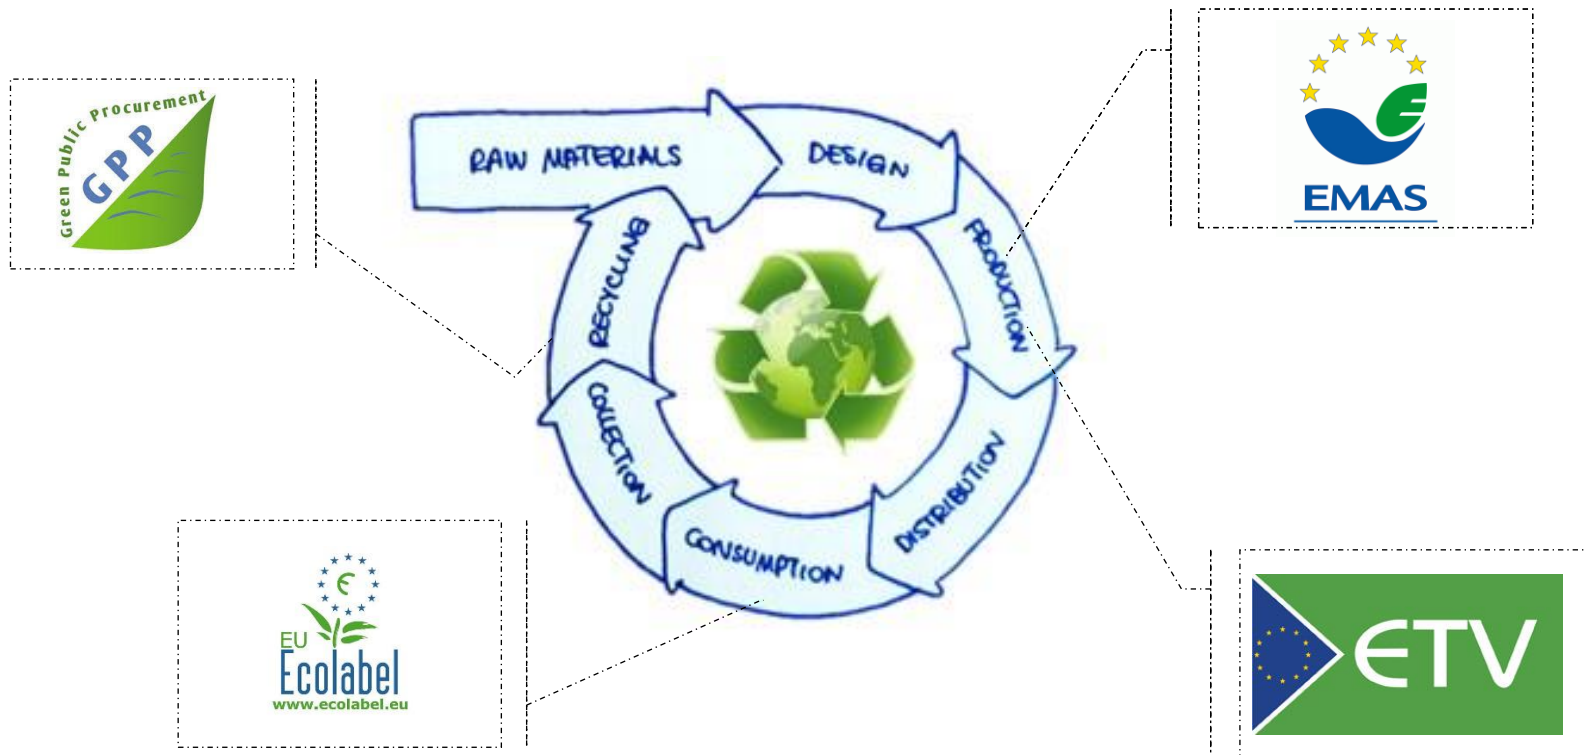 Green Public Procurement
GPP
RAW MATERIALS
DESIGN
PRODUCTION
DISTRIBUTION
CONSUMPTION
COLLECTION
RECYCLING
EMAS
EU
Ecolabel
www.ecolabel.eu
ETV